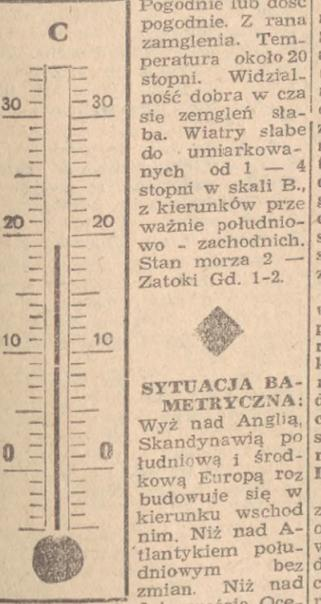 C
30 30
20 20
10 10
0 0
Pogodnie lub dość
pogodnie. Z rana
zamglenia. Tem-
peratura około 20
stopni. Widzial-
ność dobra w cza
sie zemgleń sła-
ba. Wiatry slabe
do umiarkowa-
nych od 1 — 4
stopni w skali B.,
z kierunków prze
ważnie południo-
wo - zachodnich.
Stan morza 2 —
Zatoki Gd. 1-2.
SYTUACJA BA-
METRYCZNA:
Wyż nad Anglią,
Skandynawią po
łudniową i środ-
kową Europą roz
budowuje się w
kierunku wschod
nim. Niż nad A-
tlantykiem połu-
dniowym bez
zmian. Niż nad